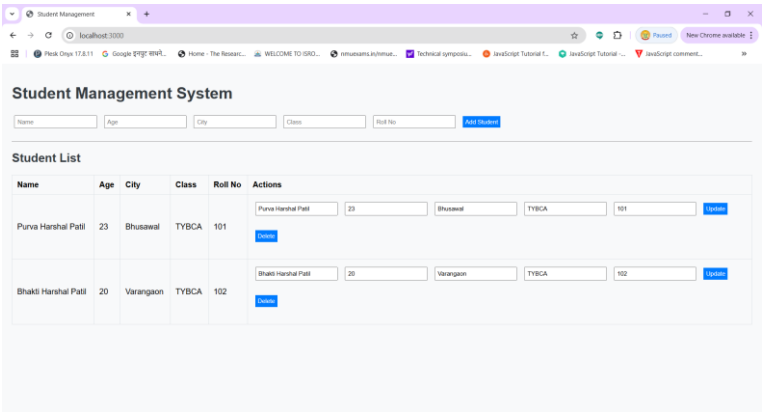 Student Management
localhost:3000
Paused
New Chrome available
Plesk Onyx 17.8.11
Google इनपुट साधने...
Home - The Researc...
WELCOME TO ISRO...
nmuexams.in/nmue...
Technical symposiu...
JavaScript Tutorial f...
JavaScript Tutorial -...
JavaScript comment...
Student Management System
Name Age City Class Roll No Add Student
Student List
Name Age City Class Roll No Actions
Purva Harshal Patil 23 Bhusawal TYBCA 101 Update
Purva Harshal Patil 23 Bhusawal TYBCA 101
Delete
Bhakti Harshal Patil 20 Varangaon TYBCA 102 Update
Bhakti Harshal Patil 20 Varangaon TYBCA 102
Delete